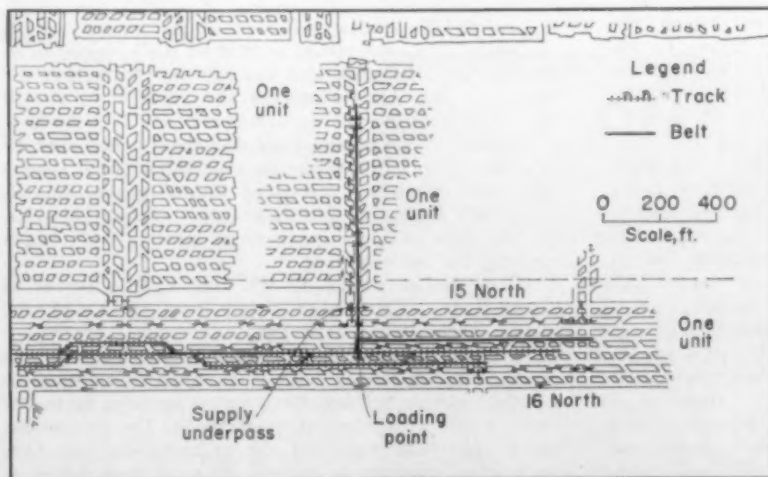 One
unit
Legend
Track
Belt
One
unit
0 200 400
Scale, ft.
15 North
One
unit
16 North
Supply
underpass
Loading
point